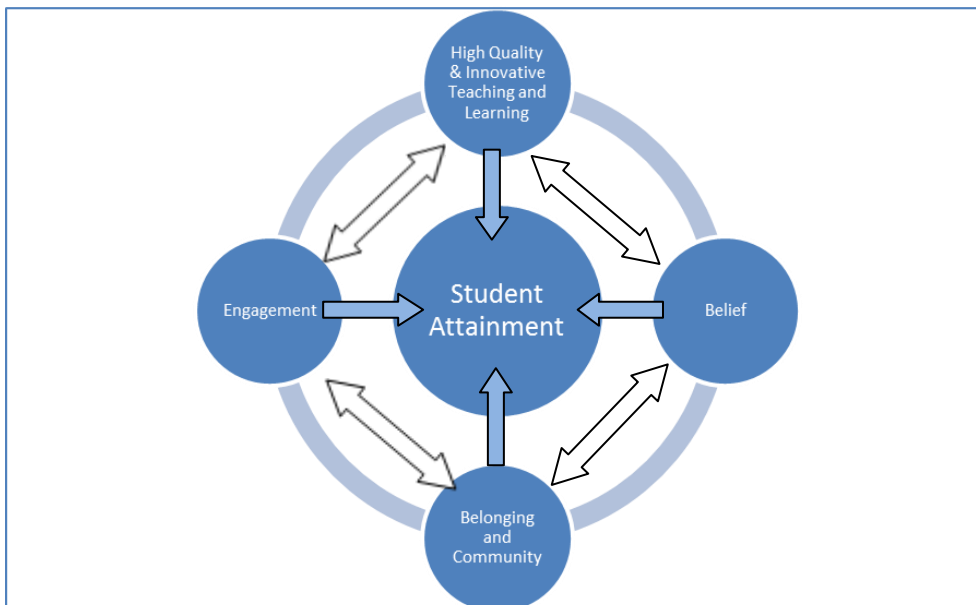 High Quality
& Innovative
Teaching and
Learning
Engagement
Student
Attainment
Belief
Belonging
and
Community